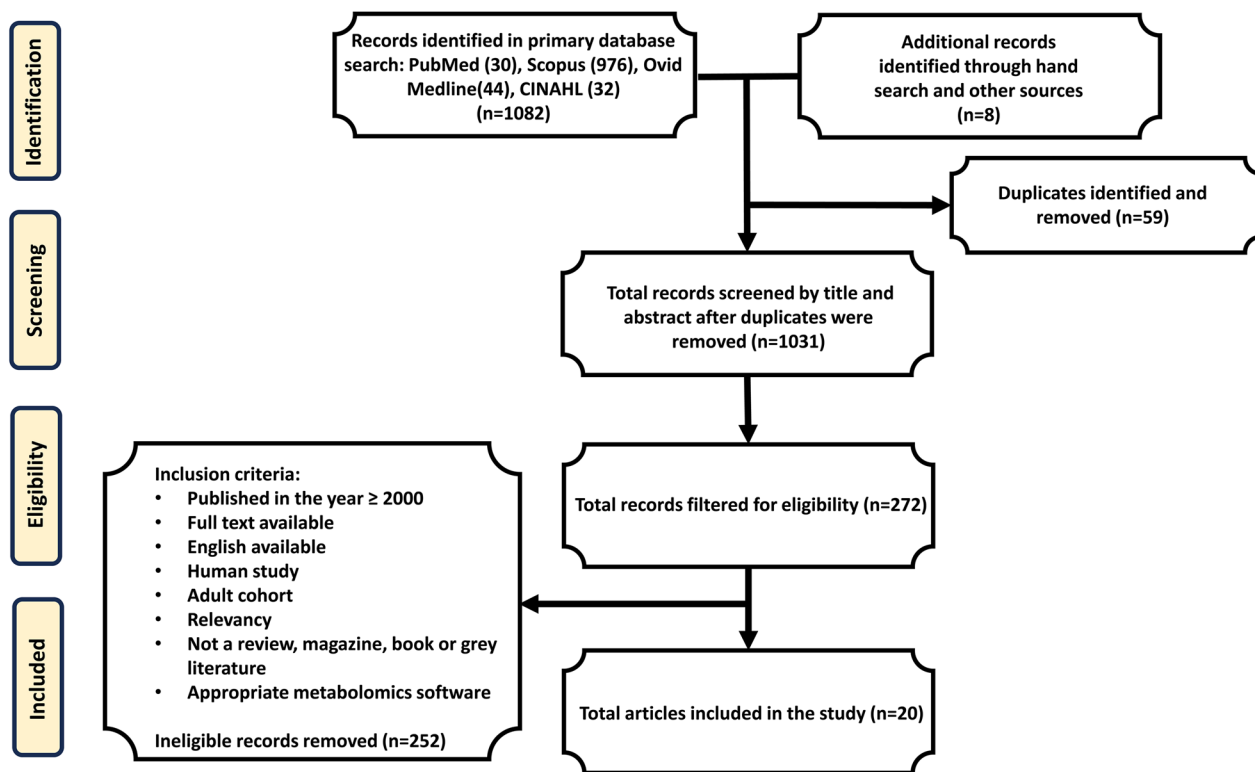 Identification
Records identified in primary database
search: PubMed (30), Scopus (976), Ovid
Medline(44), CINAHL (32)
(n=1082)
Additional records
identified through hand
search and other sources
(n=8)
Duplicates identified and
removed (n=59)
Screening
Total records screened by title and
abstract after duplicates were
removed (n=1031)
Eligibility
Total records filtered for eligibility (n=272)
Inclusion criteria:
• Published in the year ≥ 2000
• Full text available
• English available
• Human study
• Adult cohort
• Relevancy
• Not a review, magazine, book or grey
literature
• Appropriate metabolomics software
Ineligible records removed (n=252)
Included
Total articles included in the study (n=20)